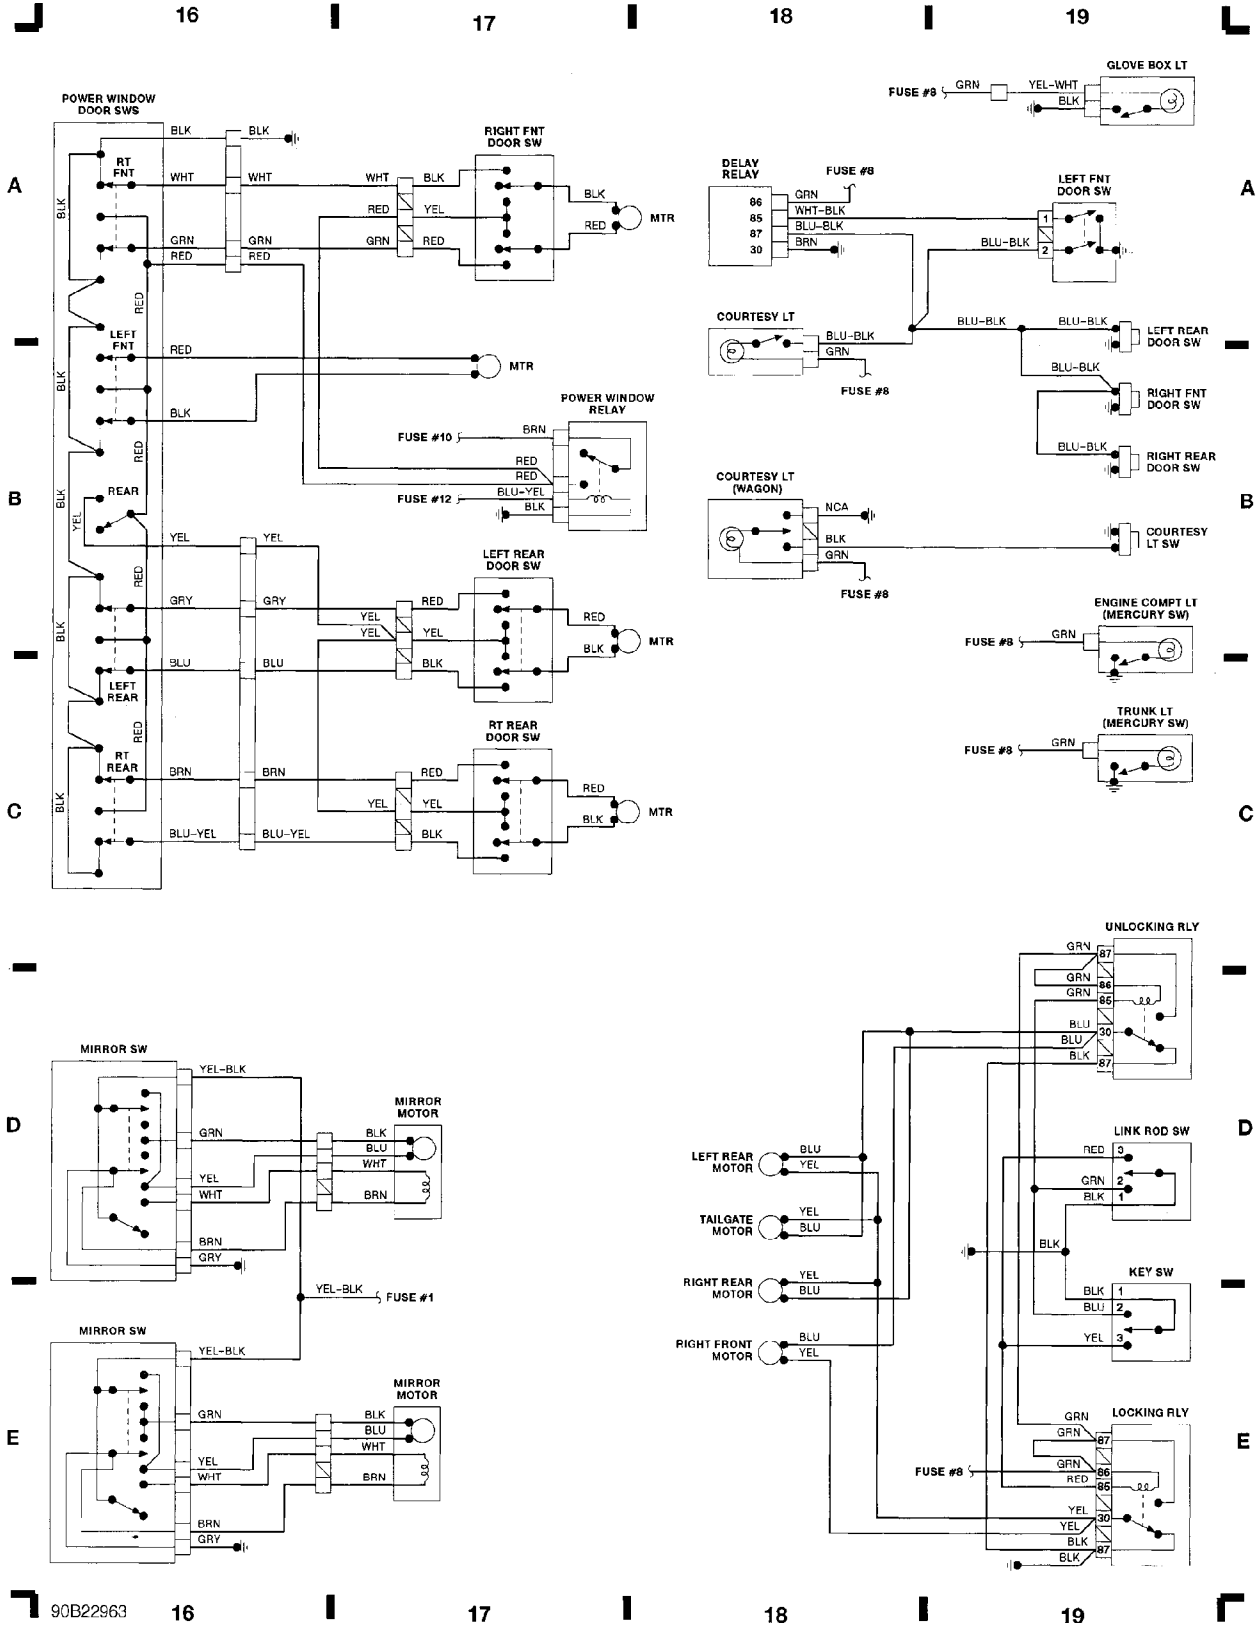 16
17
18
19
A
B
C
D
E
A
B
C
D
E
POWER WINDOW
DOOR SWS
BLK
BLK
RT
FNT
WHT
WHT
WHT
BLK
BLK
RED
YEL
GRN
GRN
GRN
RED
RED
RED
RED
RIGHT FNT
DOOR SW
BLK
RED
MTR
LEFT
FNT
RED
BLK
BLK
MTR
RED
POWER WINDOW
RELAY
FUSE #10
BRN
RED
RED
FUSE #12
BLU-YEL
BLK
REAR
BLK
YEL
YEL
YEL
RED
GRY
GRY
RED
YEL
YEL
YEL
BLK
BLU
BLU
BLK
LEFT
REAR
LEFT REAR
DOOR SW
RED
BLK
MTR
RED
RT
REAR
BRN
BRN
RED
YEL
YEL
BLK
BLU-YEL
BLU-YEL
BLK
RT REAR
DOOR SW
RED
BLK
MTR
GLOVE BOX LT
FUSE #8
GRN
YEL-WHT
BLK
DELAY
RELAY
FUSE #8
86
GRN
85
WHT-BLK
87
BLU-BLK
30
BRN
LEFT FNT
DOOR SW
1
BLU-BLK
2
COURTESY LT
BLU-BLK
GRN
FUSE #8
BLU-BLK
BLU-BLK
LEFT REAR
DOOR SW
BLU-BLK
RIGHT FNT
DOOR SW
BLU-BLK
RIGHT REAR
DOOR SW
COURTESY LT
(WAGON)
NCA
BLK
GRN
FUSE #8
COURTESY
LT SW
ENGINE COMPT LT
(MERCURY SW)
FUSE #8
GRN
TRUNK LT
(MERCURY SW)
FUSE #8
GRN
MIRROR SW
YEL-BLK
GRN
YEL
WHT
BRN
GRY
MIRROR
MOTOR
BLK
BLU
WHT
BRN
YEL-BLK
FUSE #1
MIRROR SW
YEL-BLK
GRN
YEL
WHT
BRN
GRY
MIRROR
MOTOR
BLK
BLU
WHT
BRN
UNLOCKING RLY
GRN
87
GRN
86
GRN
85
BLU
30
BLU
BLK
87
LINK ROD SW
RED
3
GRN
2
BLK
1
BLK
KEY SW
BLK
1
BLU
2
YEL
3
LEFT REAR
MOTOR
BLU
YEL
TAILGATE
MOTOR
YEL
BLU
RIGHT REAR
MOTOR
YEL
BLU
RIGHT FRONT
MOTOR
BLU
YEL
LOCKING RLY
GRN
GRN
87
FUSE #8
GRN
86
RED
85
YEL
30
YEL
BLK
87
BLK
90B22963
16
17
18
19